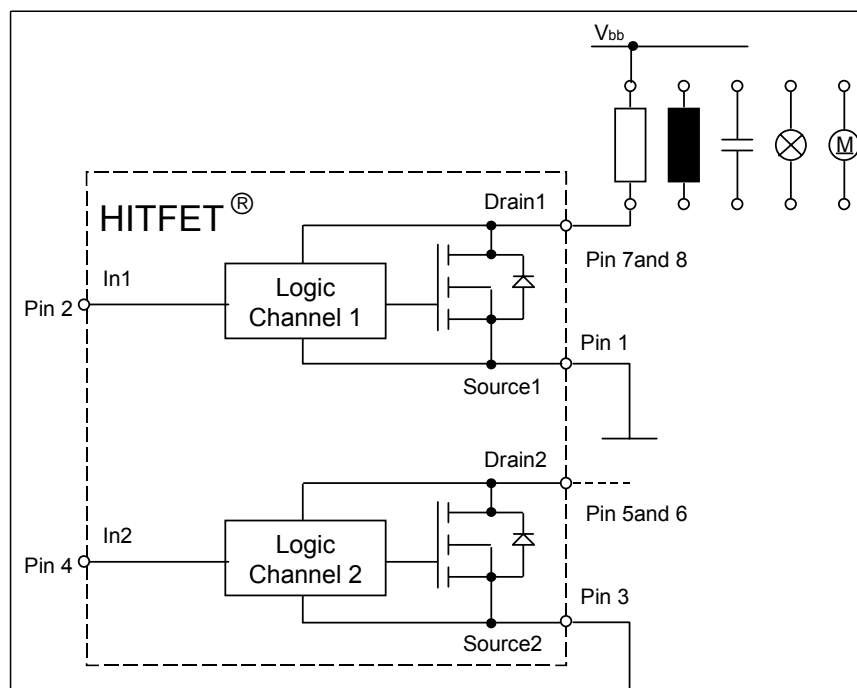 Vbb
M
HITFET ®
Drain1
In1
Pin 7and 8
Logic
Channel 1
Pin 2
Pin 1
Source1
Drain2
In2
Pin 5and 6
Logic
Channel 2
Pin 4
Pin 3
Source2